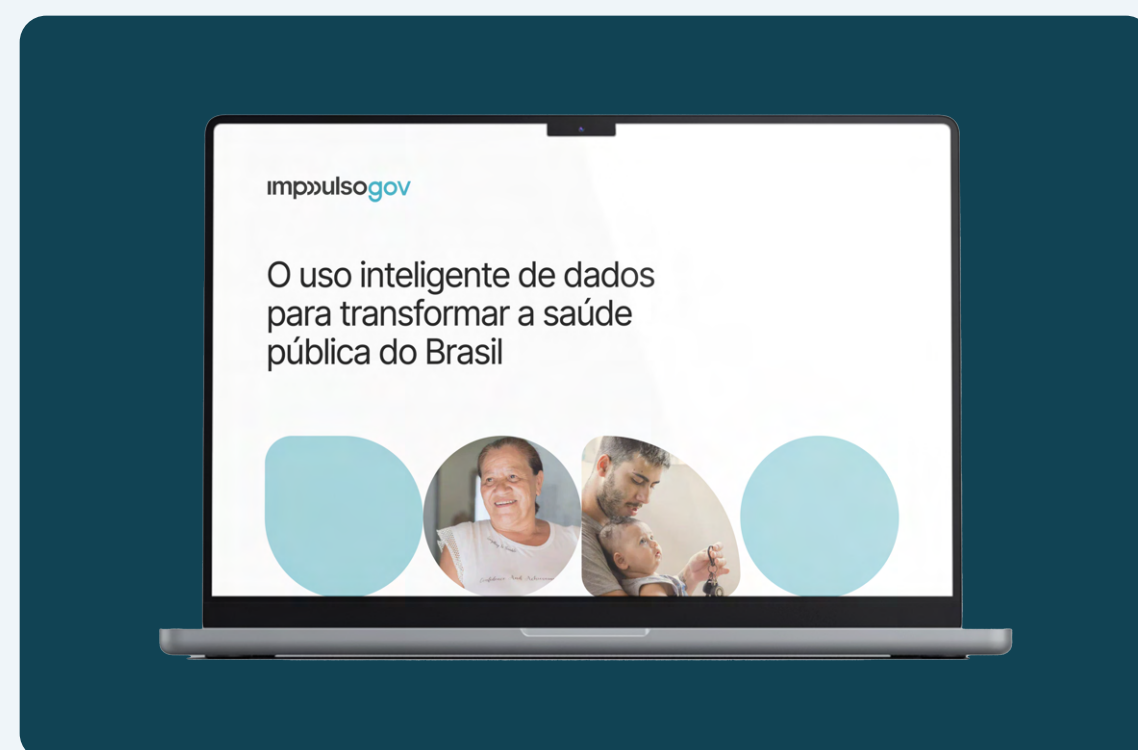 impulsogov
O uso inteligente de dados
para transformar a saúde
pública do Brasil